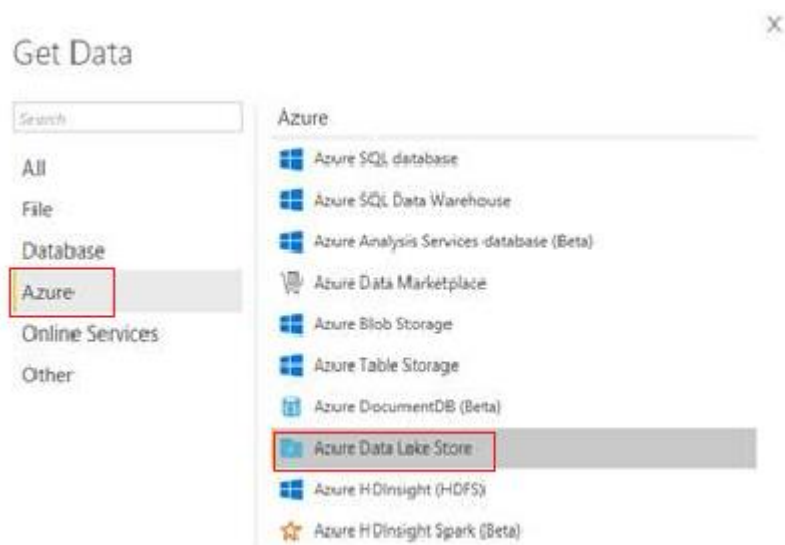 Get Data
Search
All
File
Database
Azure
Online Services
Other
Azure
Azure SQL database
Azure SQL Data Warehouse
Azure Analysis Services database (Beta)
Azure Data Marketplace
Azure Blob Storage
Azure Table Storage
Azure DocumentDB (Beta)
Azure Data Lake Store
Azure HDInsight (HDFS)
Azure HDInsight Spark (Beta)